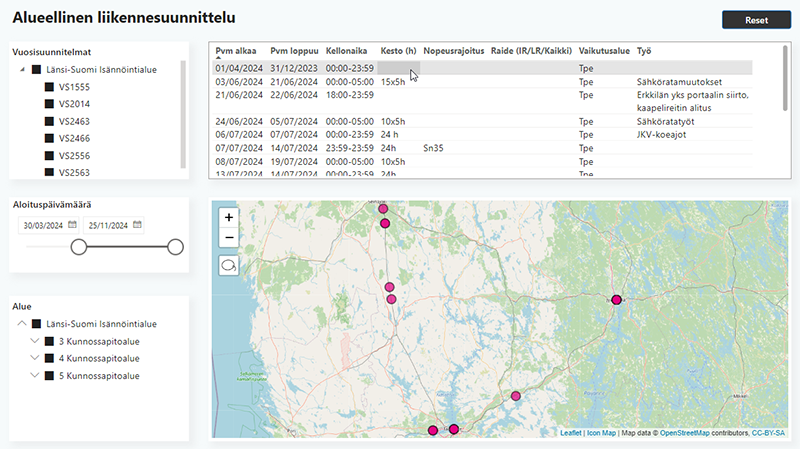 Alueellinen liikennesuunnittelu
Reset
Vuosisuunnitelmat
Länsi-Suomi Isännöintialue
VS1555
VS2014
VS2463
VS2466
VS2556
VS2563
Pvm alkaa Pvm loppuu Kellonaika Kesto (h) Nopeusrajoitus Raide (IR/LR/Kaikki) Vaikutusalue Työ
01/04/2024 31/12/2023 00:00-23:59 Tpe
03/06/2024 21/06/2024 00:00-05:00 15x5h Tpe Sähköratamuutokset
21/06/2024 22/06/2024 18:00-23:59 Tpe Erkkilän yks portaalin siirto,
kaapelireitin alitus
24/06/2024 05/07/2024 00:00-05:00 10x5h Tpe Sähköratatyöt
06/07/2024 07/07/2024 00:00-23:59 24 h Tpe JKV-koeajot
07/07/2024 14/07/2024 23:59-23:59 24h Sn35 Tpe
08/07/2024 19/07/2024 00:00-05:00 10x5h Tpe
13/07/2024 14/07/2024 00:00-23:59 24h Tpe
Aloituspäivämäärä
30/03/2024 25/11/2024
Alue
Länsi-Suomi Isännöintialue
3 Kunnossapitoalue
4 Kunnossapitoalue
5 Kunnossapitoalue
+
−
Pori
Mikkeli
Leaflet | Icon Map | Map data © OpenStreetMap contributors, CC-BY-SA